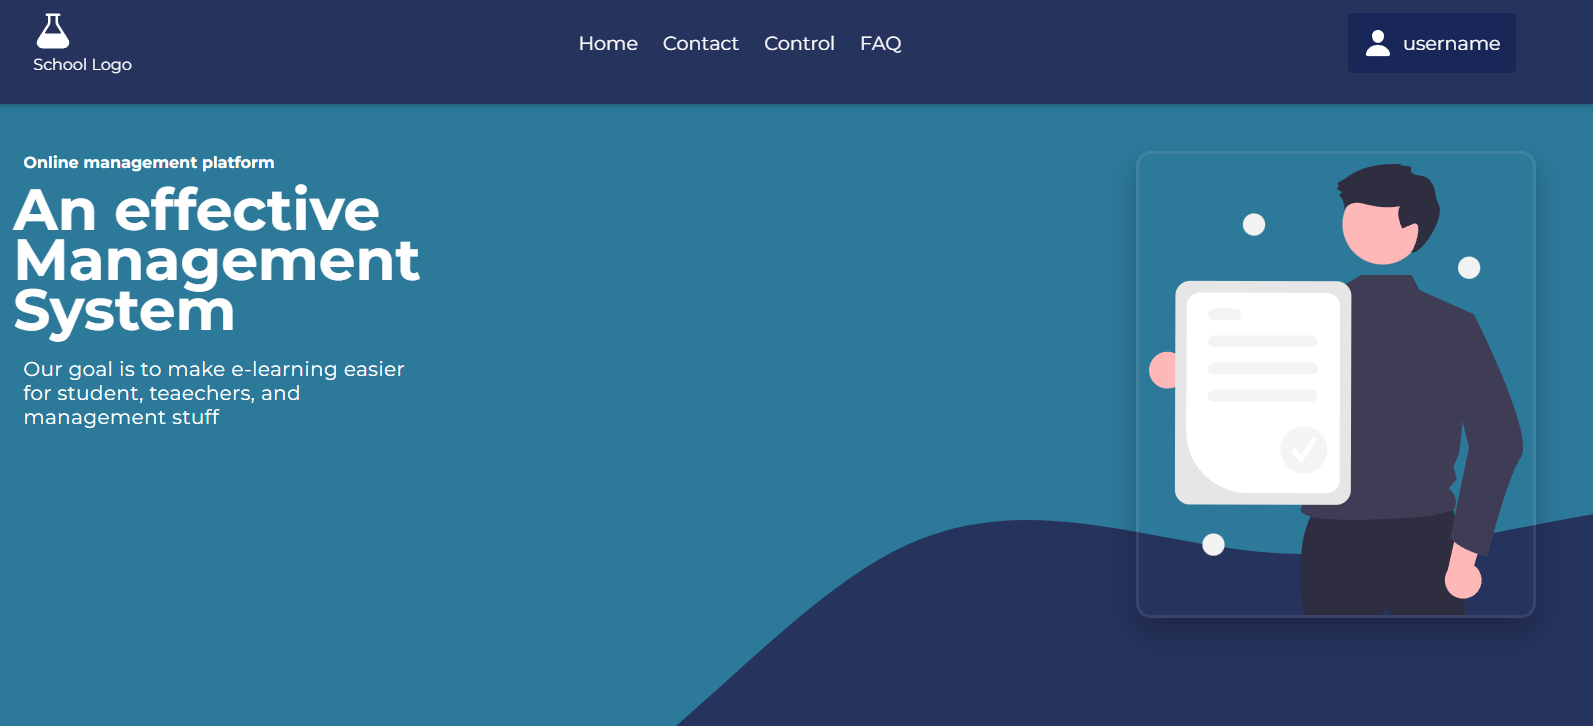 School Logo
Home
Contact
Control
FAQ
username
Online management platform
An effective
Management
System
Our goal is to make e-learning easier
for student, teaechers, and
management stuff